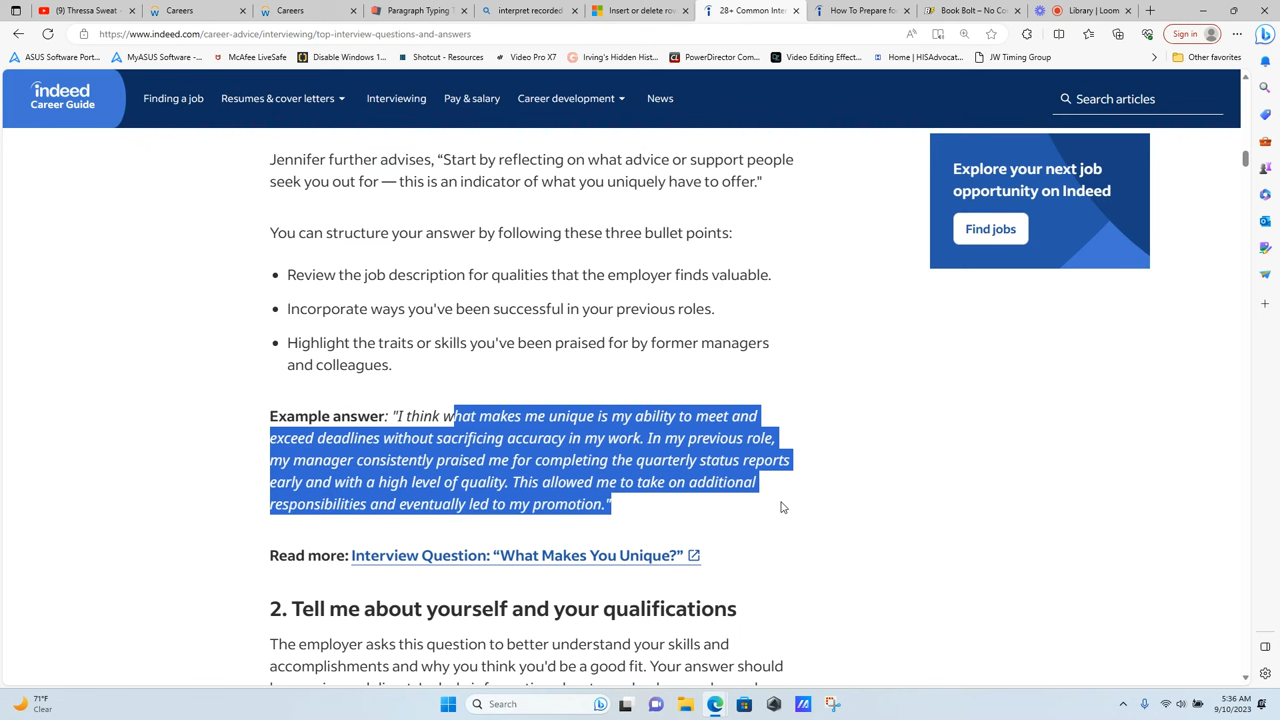 (9) Thressa Sweat -
Careers
Careers
Paragraph Typing T
interpret recorded
Insert or delete ro
28+ Common Inter
How To Prepare fo
Book Bolt – No Co
Library | Loom
https://www.indeed.com/career-advice/interviewing/top-interview-questions-and-answers
Sign in
ASUS Software Port...
MyASUS Software -...
McAfee LiveSafe
Disable Windows 1...
Shotcut - Resources
Video Pro X7
Irving's Hidden Hist...
PowerDirector Com...
Video Editing Effect...
Home | HISAdvocat...
JW Timing Group
Other favorites
indeed
Career Guide
Finding a job
Resumes & cover letters
Interviewing
Pay & salary
Career development
News
Search articles
Jennifer further advises, “Start by reflecting on what advice or support people
seek you out for — this is an indicator of what you uniquely have to offer."
You can structure your answer by following these three bullet points:
• Review the job description for qualities that the employer finds valuable.
• Incorporate ways you've been successful in your previous roles.
• Highlight the traits or skills you've been praised for by former managers
and colleagues.
Example answer: "I think what makes me unique is my ability to meet and
exceed deadlines without sacrificing accuracy in my work. In my previous role,
my manager consistently praised me for completing the quarterly status reports
early and with a high level of quality. This allowed me to take on additional
responsibilities and eventually led to my promotion."
Read more: Interview Question: “What Makes You Unique?”
2. Tell me about yourself and your qualifications
The employer asks this question to better understand your skills and
accomplishments and why you think you'd be a good fit. Your answer should
Explore your next job
opportunity on Indeed
Find jobs
71°F
Clear
Search
5:36 AM
9/10/2023